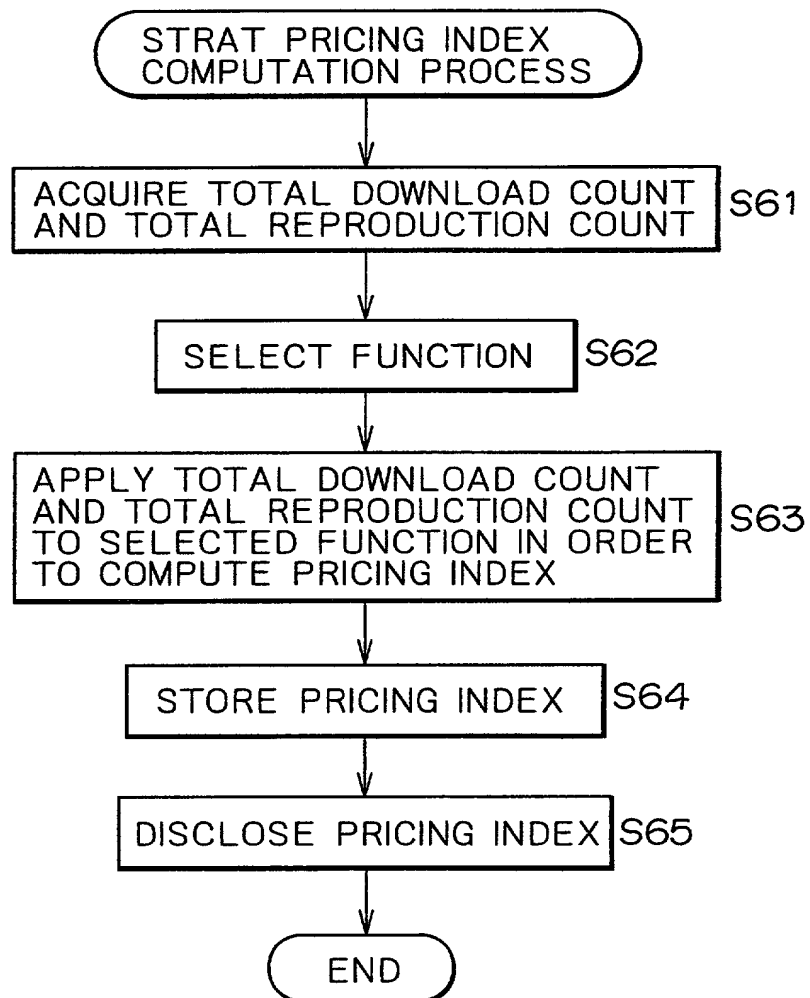 STRAT PRICING INDEX
COMPUTATION PROCESS
ACQUIRE TOTAL DOWNLOAD COUNT
AND TOTAL REPRODUCTION COUNT
S61
SELECT FUNCTION
S62
APPLY TOTAL DOWNLOAD COUNT
AND TOTAL REPRODUCTION COUNT
TO SELECTED FUNCTION IN ORDER
TO COMPUTE PRICING INDEX
S63
STORE PRICING INDEX
S64
DISCLOSE PRICING INDEX
S65
END